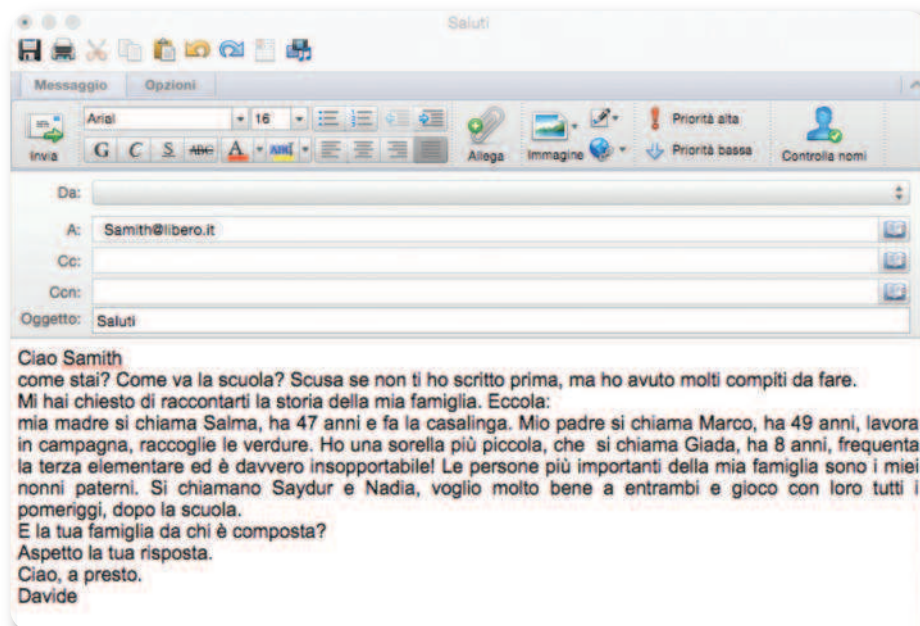 Saluti
Messaggio Opzioni
Invia
Arial 16
G C S ABC A ABC
Allega
Immagine
Priorità alta
Priorità bassa
Controlla nomi
Da:
A: Samith@libero.it
Cc:
Ccn:
Oggetto: Saluti
Ciao Samith
come stai? Come va la scuola? Scusa se non ti ho scritto prima, ma ho avuto molti compiti da fare.
Mi hai chiesto di raccontarti la storia della mia famiglia. Eccola:
mia madre si chiama Salma, ha 47 anni e fa la casalinga. Mio padre si chiama Marco, ha 49 anni, lavora
in campagna, raccoglie le verdure. Ho una sorella più piccola, che si chiama Giada, ha 8 anni, frequenta
la terza elementare ed è davvero insopportabile! Le persone più importanti della mia famiglia sono i miei
nonni paterni. Si chiamano Saydur e Nadia, voglio molto bene a entrambi e gioco con loro tutti i
pomeriggi, dopo la scuola.
E la tua famiglia da chi è composta?
Aspetto la tua risposta.
Ciao, a presto.
Davide